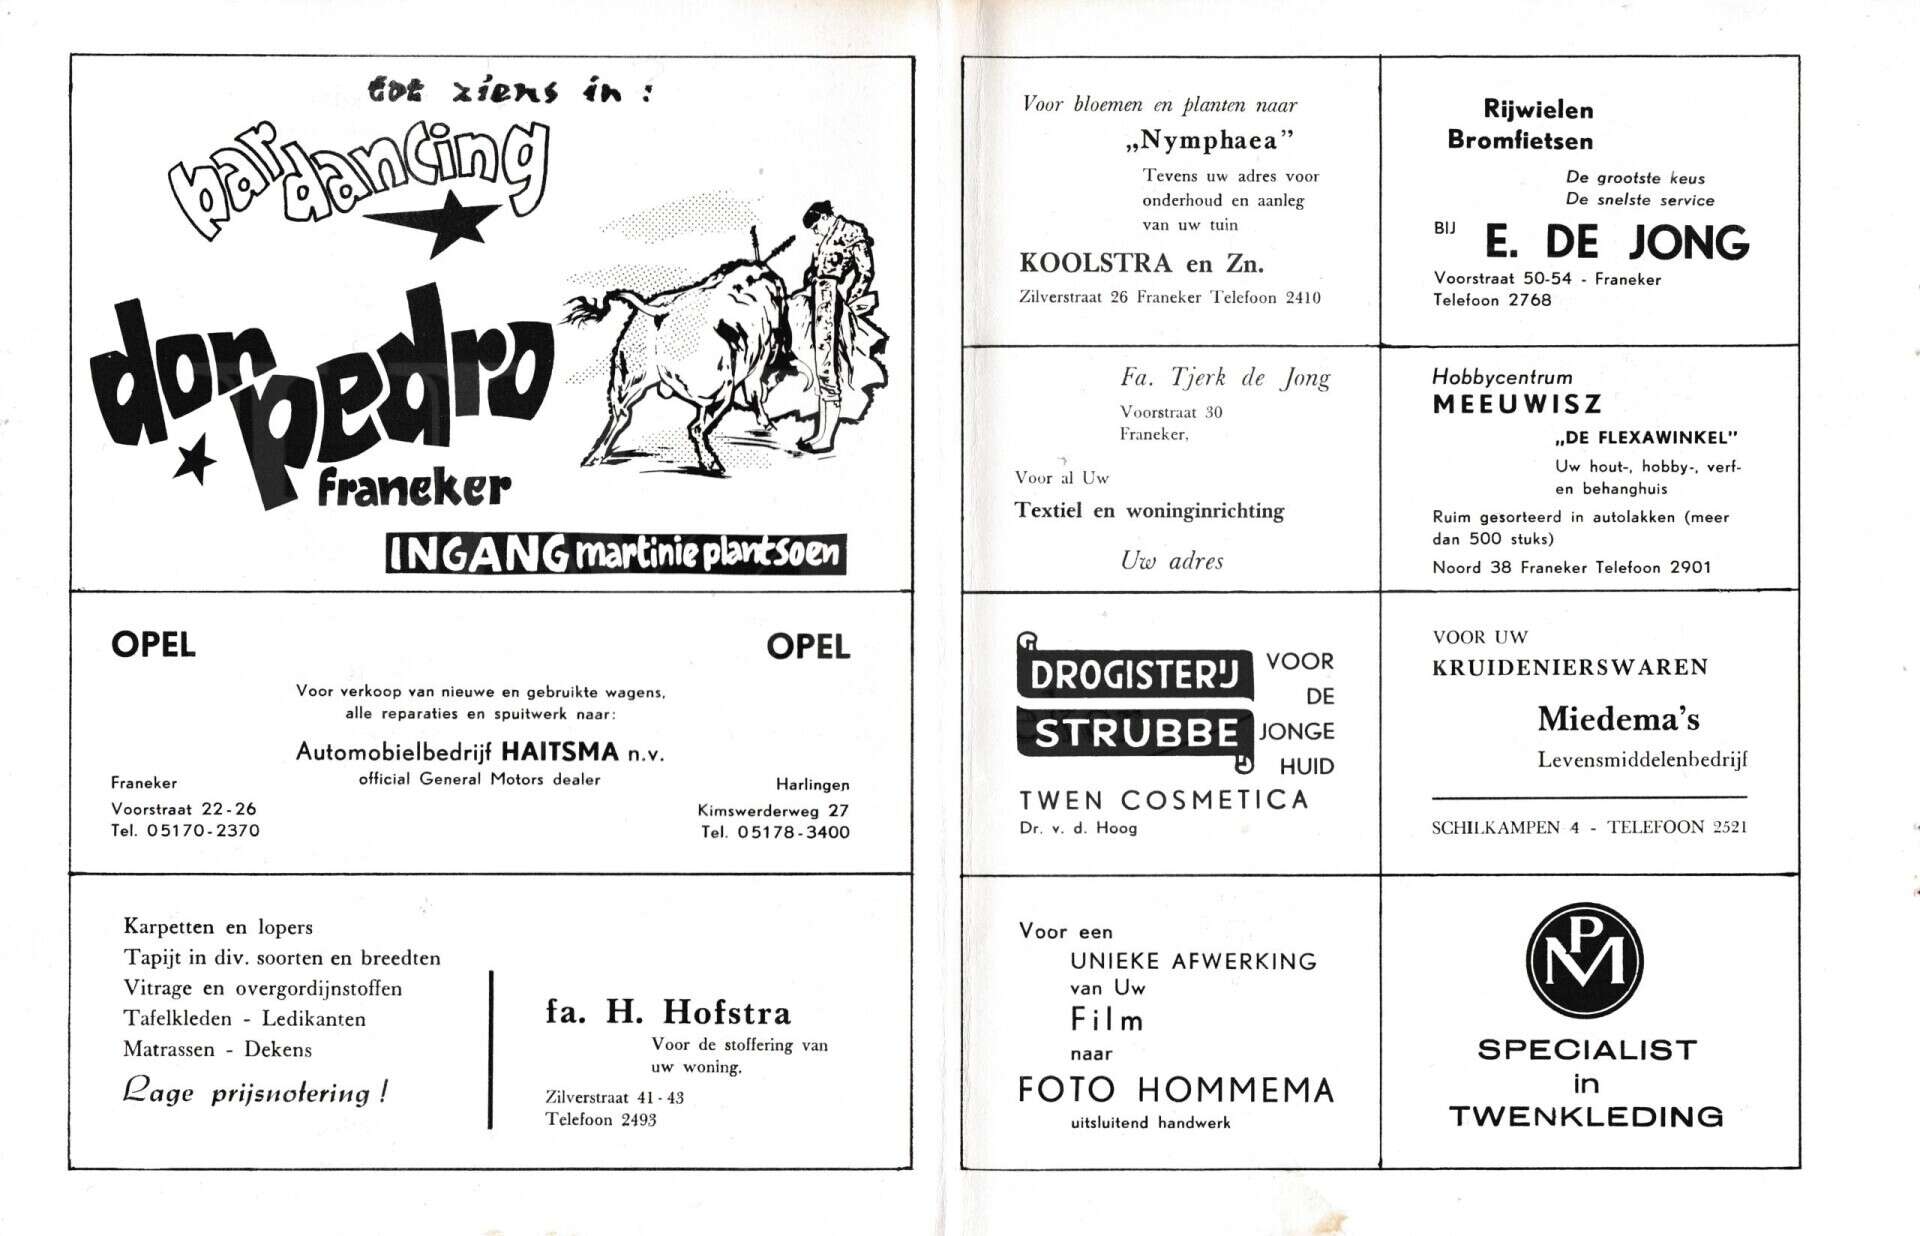 tot ziens in :
bar dancing
don pedro
franeker
INGANG martinie plantsoen
OPEL OPEL
Voor verkoop van nieuwe en gebruikte wagens,
alle reparaties en spuitwerk naar:
Automobielbedrijf HAITSMA n.v.
official General Motors dealer
Franeker
Voorstraat 22-26
Tel. 05170-2370
Harlingen
Kimswerderweg 27
Tel. 05178-3400
Karpetten en lopers
Tapijt in div. soorten en breedten
Vitrage en overgordijnstoffen
Tafelkleden - Ledikanten
Matrassen - Dekens
Lage prijsnotering !
fa. H. Hofstra
Voor de stoffering van
uw woning.
Zilverstraat 41 - 43
Telefoon 2493
Voor bloemen en planten naar
„Nymphaea”
Tevens uw adres voor
onderhoud en aanleg
van uw tuin
KOOLSTRA en Zn.
Zilverstraat 26 Franeker Telefoon 2410
Rijwielen
Bromfietsen
De grootste keus
De snelste service
BIJ E. DE JONG
Voorstraat 50-54 - Franeker
Telefoon 2768
Fa. Tjerk de Jong
Voorstraat 30
Franeker,
Voor al Uw
Textiel en woninginrichting
Uw adres
Hobbycentrum
MEEUWISZ
„DE FLEXAWINKEL"
Uw hout-, hobby-, verf-
en behanghuis
Ruim gesorteerd in autolakken (meer
dan 500 stuks)
Noord 38 Franeker Telefoon 2901
DROGISTERIJ
STRUBBE
VOOR
DE
JONGE
HUID
TWEN COSMETICA
Dr. v. d. Hoog
VOOR UW
KRUIDENIERSWAREN
Miedema's
Levensmiddelenbedrijf
SCHILKAMPEN 4 - TELEFOON 2521
Voor een
UNIEKE AFWERKING
van Uw
Film
naar
FOTO HOMMEMA
uitsluitend handwerk
PM
SPECIALIST
in
TWENKLEDING